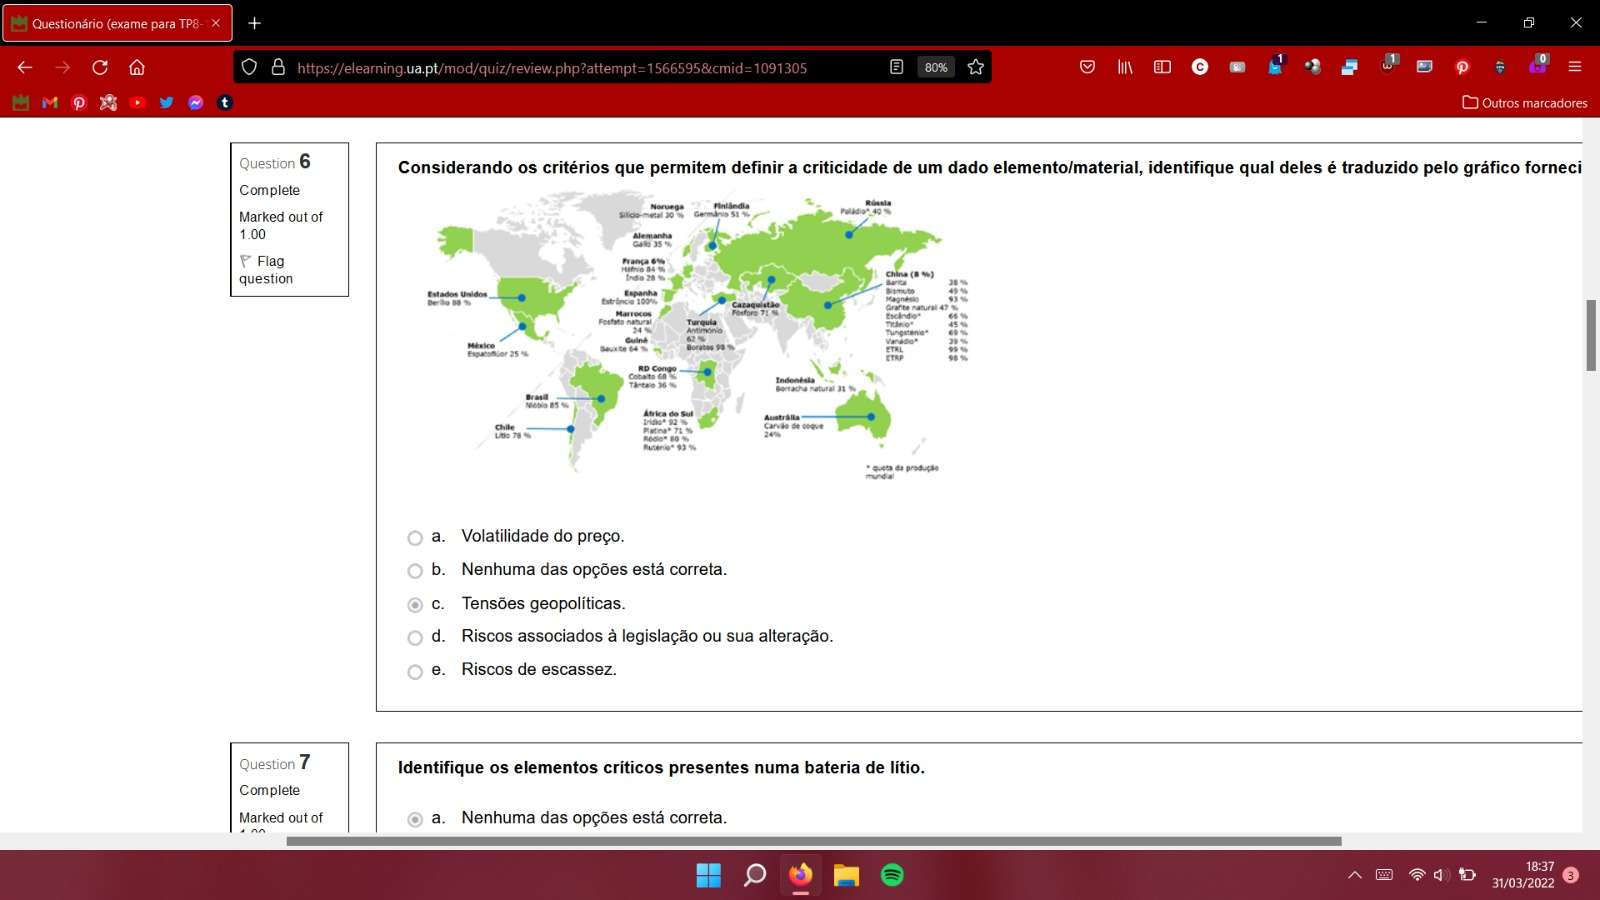 Questionário (exame para TP8-
https://elearning.ua.pt/mod/quiz/review.php?attempt=1566595&cmid=1091305
80%
1
1
0
Outros marcadores
Question 6
Complete
Marked out of
1.00
Flag
question
Considerando os critérios que permitem definir a criticidade de um dado elemento/material, identifique qual deles é traduzido pelo gráfico forneci
Noruega
Silício-metal 30 %
Finlândia
Germânio 51 %
Rússia
Paládio* 40 %
Alemanha
Gálio 35 %
França 6%
Háfnio 84 %
Índio 28 %
Espanha
Estrôncio 100%
Marrocos
Fosfato natural
24 %
Guiné
Bauxite 64 %
Estados Unidos
Berílio 88 %
México
Espatoflúor 25 %
Turquia
Antimónio
62 %
Boratos 98 %
Cazaquistão
Fósforo 71 %
China (8 %)
Barita 38 %
Bismuto 49 %
Magnésio 93 %
Grafite natural 47 %
Escândio* 66 %
Titânio* 45 %
Tungsténio* 69 %
Vanádio* 39 %
ETRL 99 %
ETRP 98 %
RD Congo
Cobalto 68 %
Tântalo 36 %
Indonésia
Borracha natural 31 %
Brasil
Nióbio 85 %
Chile
Lítio 78 %
África do Sul
Irídio* 92 %
Platina* 71 %
Ródio* 80 %
Ruténio* 93 %
Austrália
Carvão de coque
24%
* quota da produção
mundial
a. Volatilidade do preço.
b. Nenhuma das opções está correta.
c. Tensões geopolíticas.
d. Riscos associados à legislação ou sua alteração.
e. Riscos de escassez.
Question 7
Complete
Marked out of
Identifique os elementos críticos presentes numa bateria de lítio.
a. Nenhuma das opções está correta.
18:37
31/03/2022
3